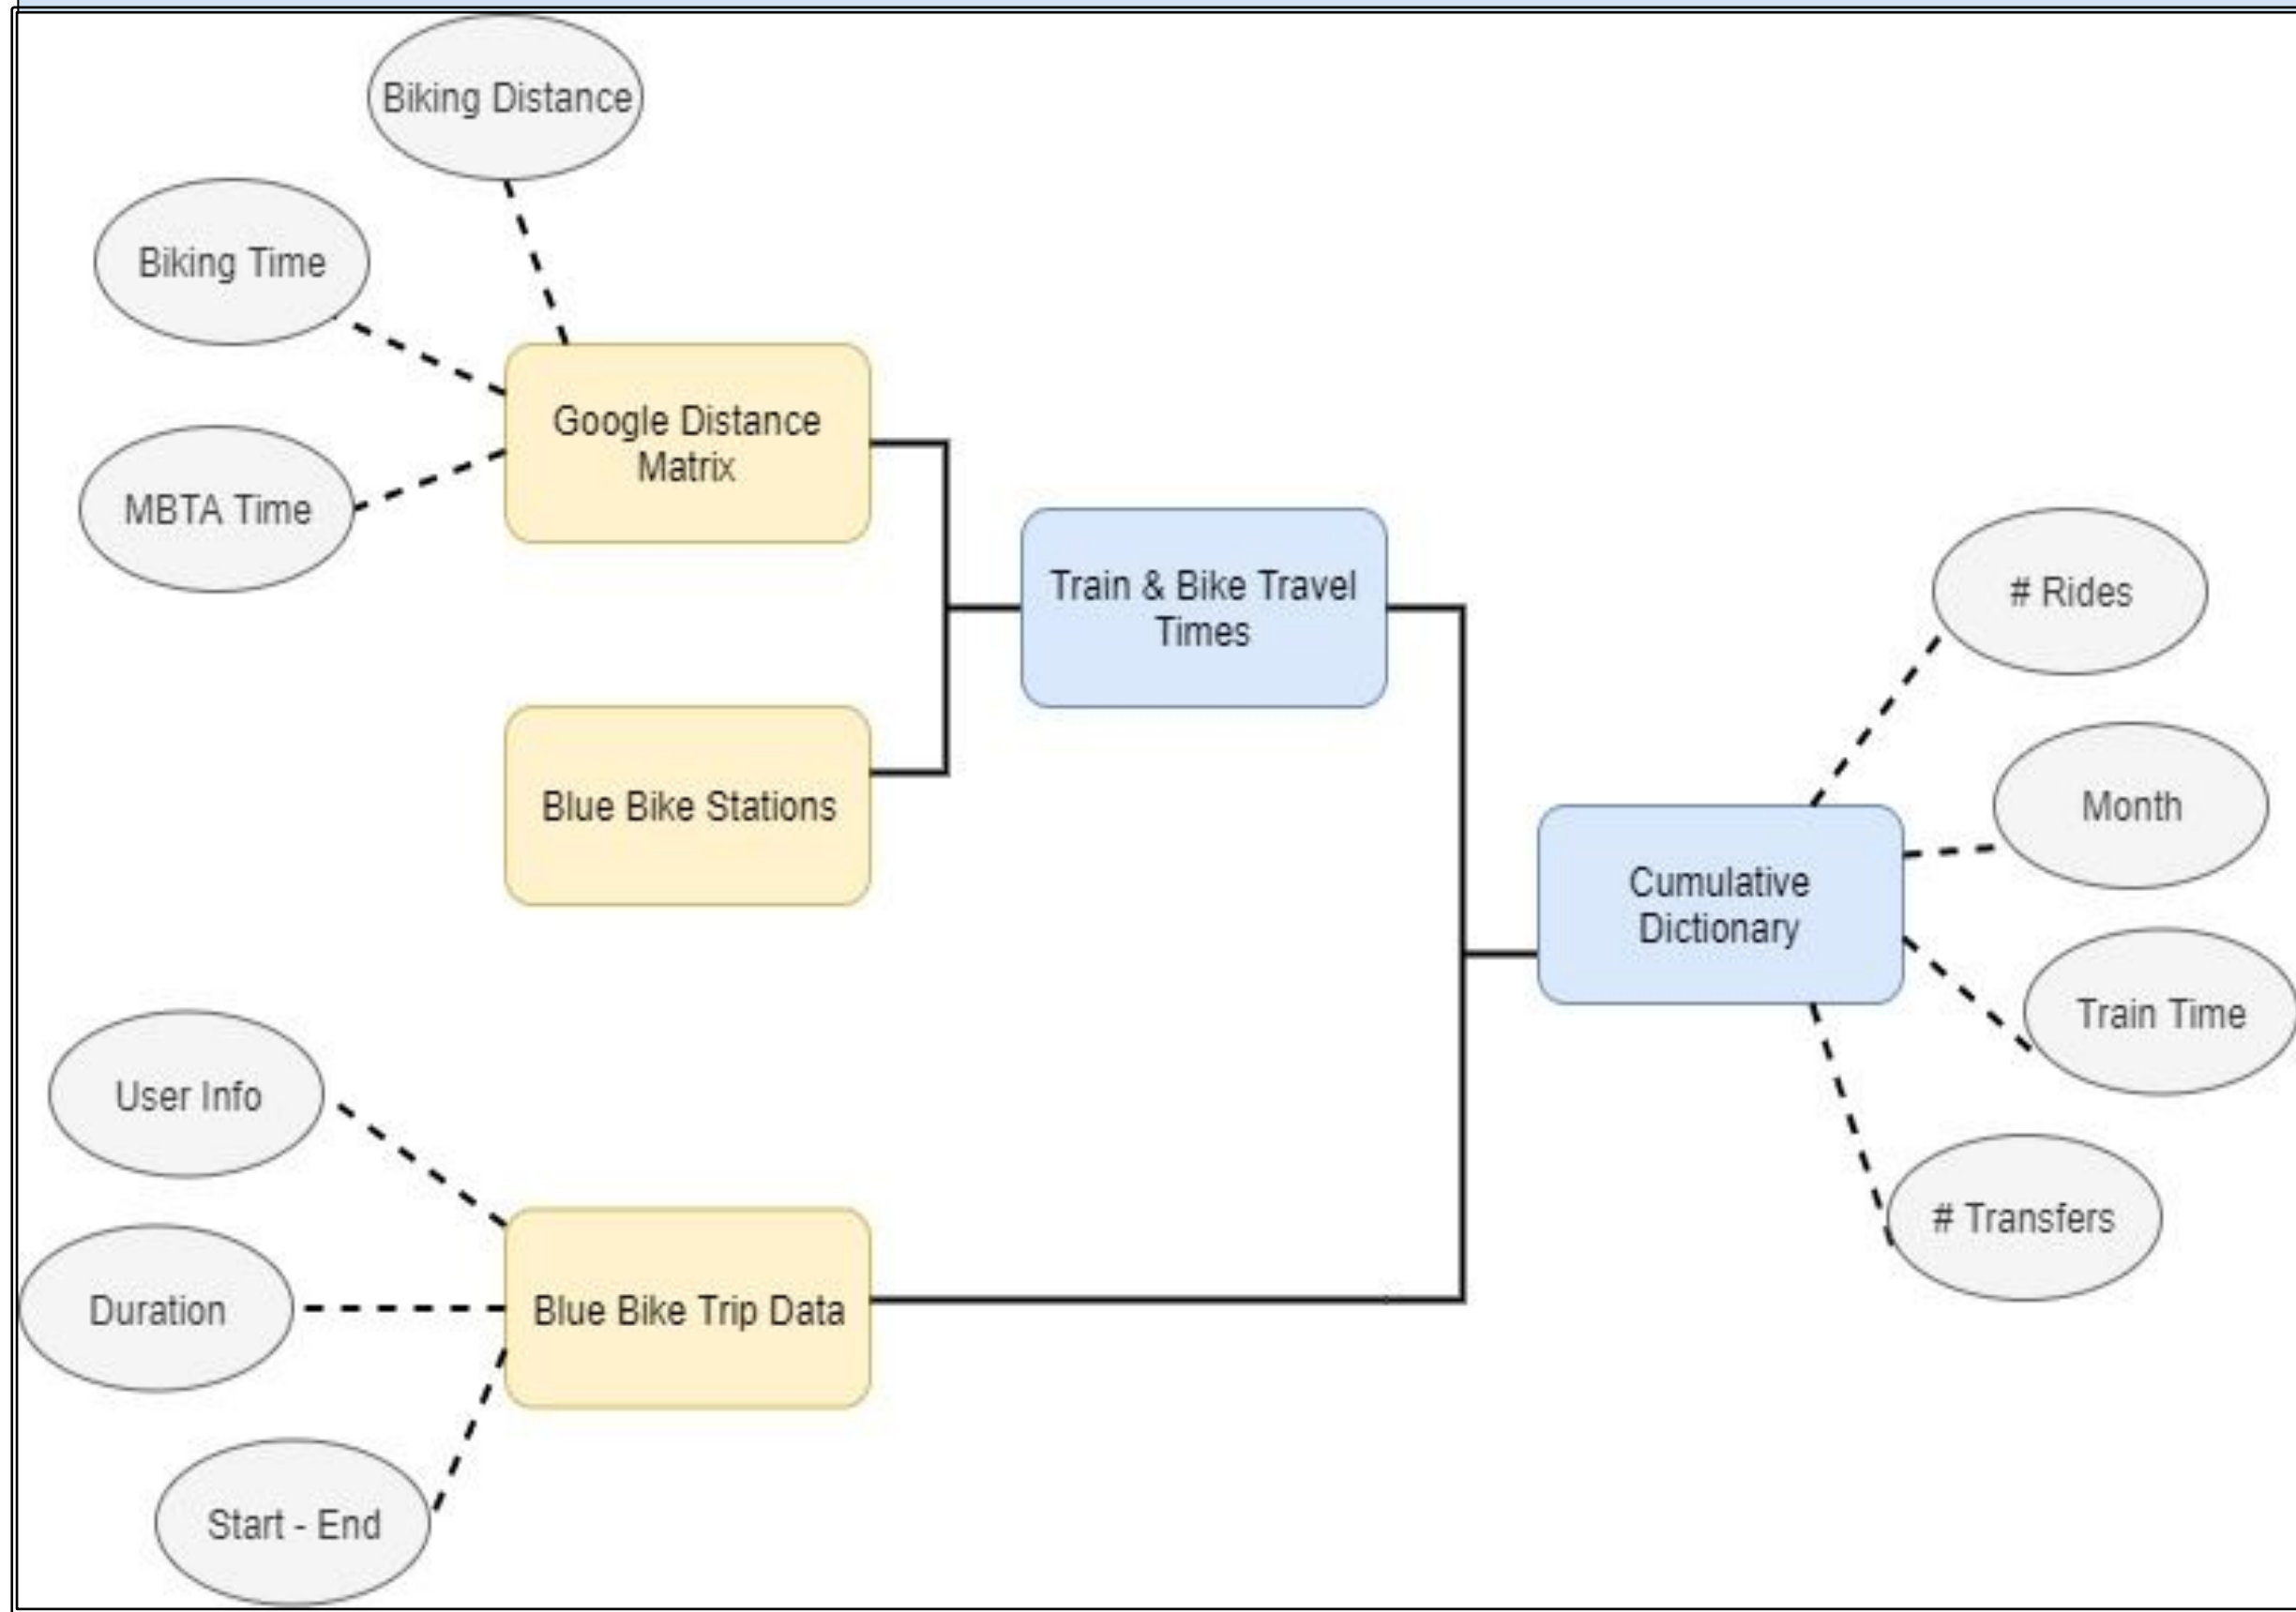 Biking Distance
Biking Time
MBTA Time
Google Distance
Matrix
Train & Bike Travel
Times
Blue Bike Stations
# Rides
Month
Cumulative
Dictionary
Train Time
# Transfers
User Info
Duration
Blue Bike Trip Data
Start - End